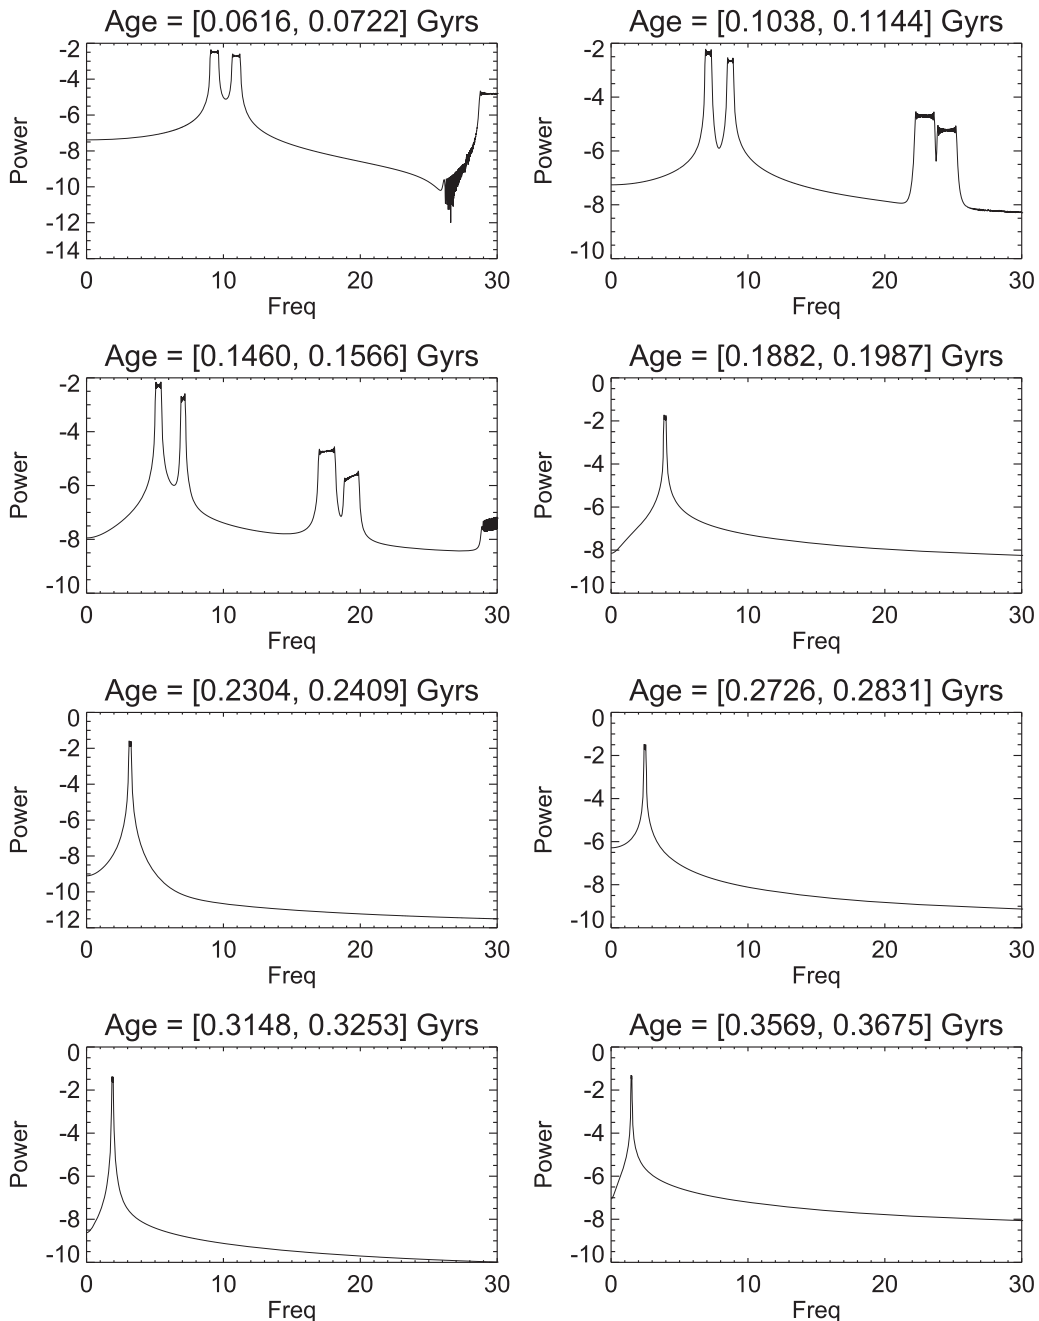 Age = [0.0616, 0.0722] Gyrs
-2
-4
-6
-8
-10
-12
-14
Power
0 10 20 30
Freq
Age = [0.1038, 0.1144] Gyrs
-2
-4
-6
-8
-10
Power
0 10 20 30
Freq
Age = [0.1460, 0.1566] Gyrs
-2
-4
-6
-8
-10
Power
0 10 20 30
Freq
Age = [0.1882, 0.1987] Gyrs
0
-2
-4
-6
-8
-10
Power
0 10 20 30
Freq
Age = [0.2304, 0.2409] Gyrs
0
-2
-4
-6
-8
-10
-12
Power
0 10 20 30
Freq
Age = [0.2726, 0.2831] Gyrs
0
-2
-4
-6
-8
-10
Power
0 10 20 30
Freq
Age = [0.3148, 0.3253] Gyrs
0
-2
-4
-6
-8
-10
Power
0 10 20 30
Freq
Age = [0.3569, 0.3675] Gyrs
0
-2
-4
-6
-8
-10
Power
0 10 20 30
Freq